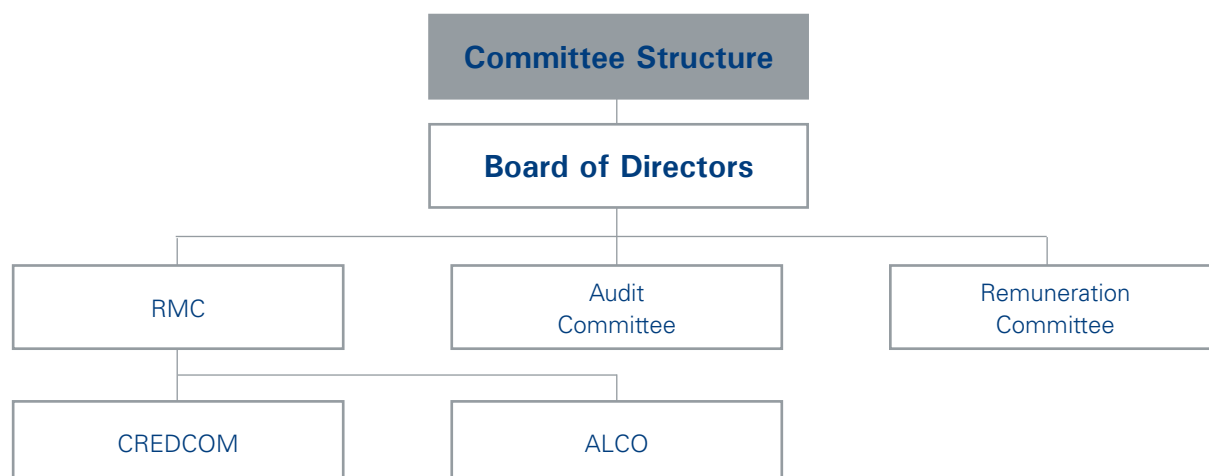 Committee Structure
Board of Directors
RMC
Audit
Committee
Remuneration
Committee
CREDCOM
ALCO